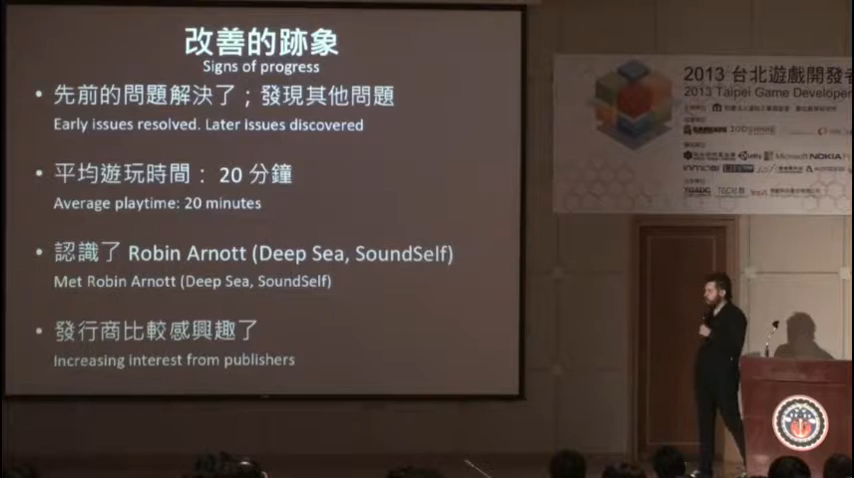 改善的跡象
Signs of progress
• 先前的問題解決了；發現其他問題
Early issues resolved. Later issues discovered
• 平均遊玩時間： 20 分鐘
Average playtime: 20 minutes
• 認識了 Robin Arnott (Deep Sea, SoundSelf)
Met Robin Arnott (Deep Sea, SoundSelf)
• 發行商比較感興趣了
Increasing interest from publishers
2013 台北遊戲開發者
2013 Taipei Game Developer
unity Microsoft NOKIA